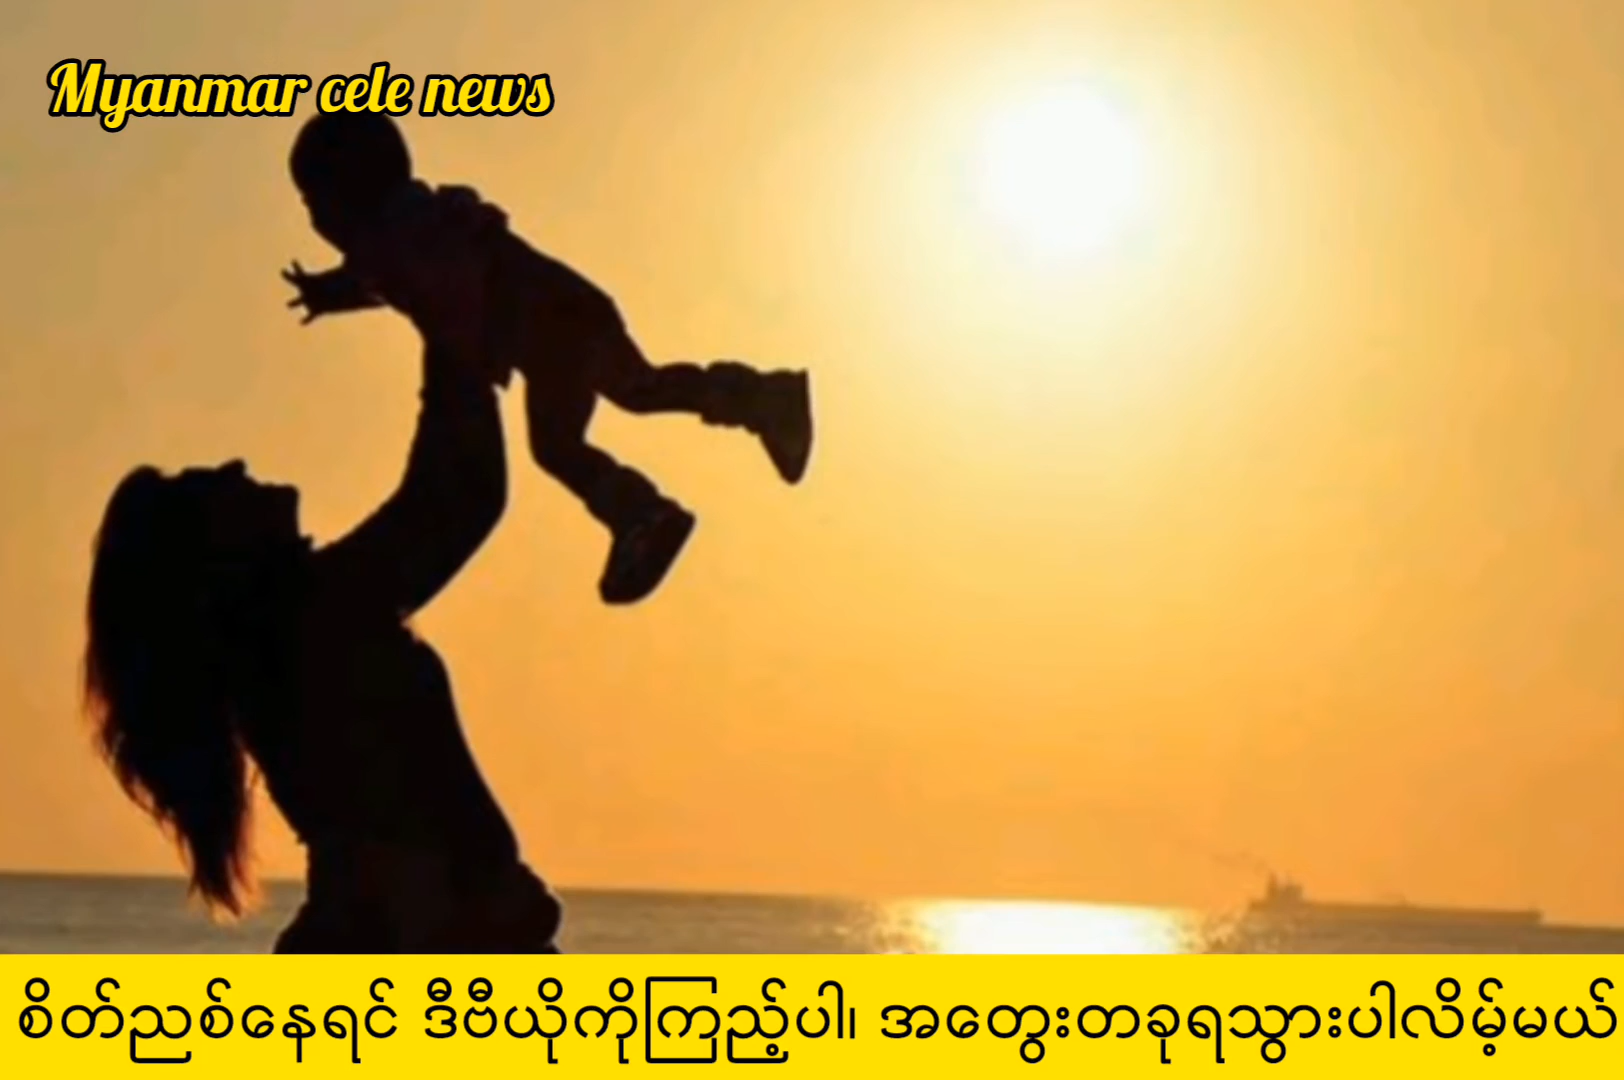 Myanmar cele news
စိတ်ညစ်နေရင် ဒီဗီယိုကိုကြည့်ပါ၊ အတွေးတခုရသွားပါလိမ့်မယ်